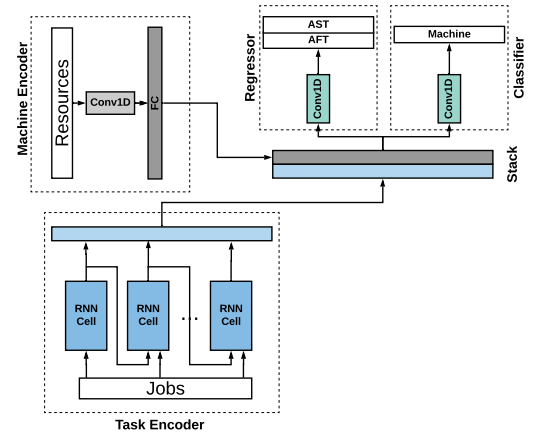 Machine Encoder
Resources
Conv1D
FC
Regressor
AST
AFT
Conv1D
Machine
Conv1D
Classifier
Stack
RNN
Cell
RNN
Cell
...
RNN
Cell
Jobs
Task Encoder